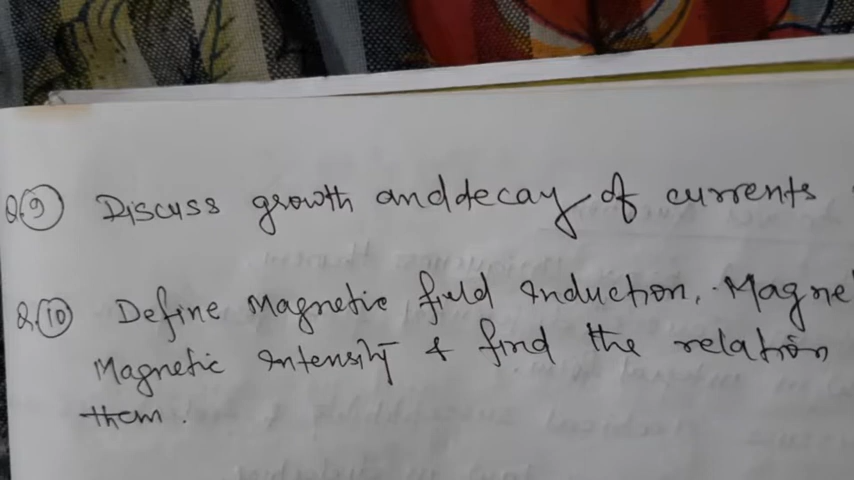 Q.9 Discuss growth and decay of currents
Q.10 Define Magnetic field Induction, Magne
Magnetic Intensity & find the relation
them.